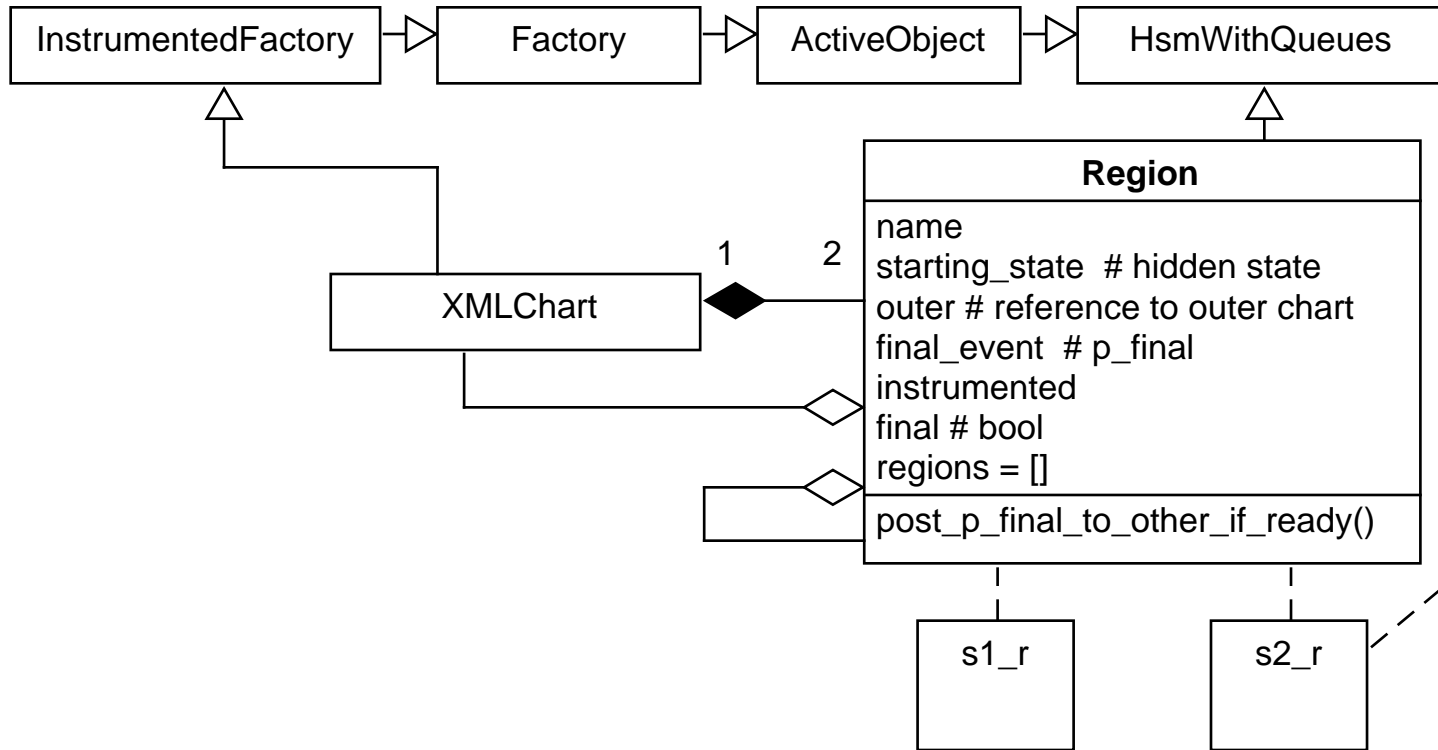 InstrumentedFactory
Factory
ActiveObject
HsmWithQueues
Region
name
starting_state  # hidden state
outer # reference to outer chart
final_event  # p_final
instrumented
final # bool
regions = []
post_p_final_to_other_if_ready()
1
2
XMLChart
s1_r
s2_r